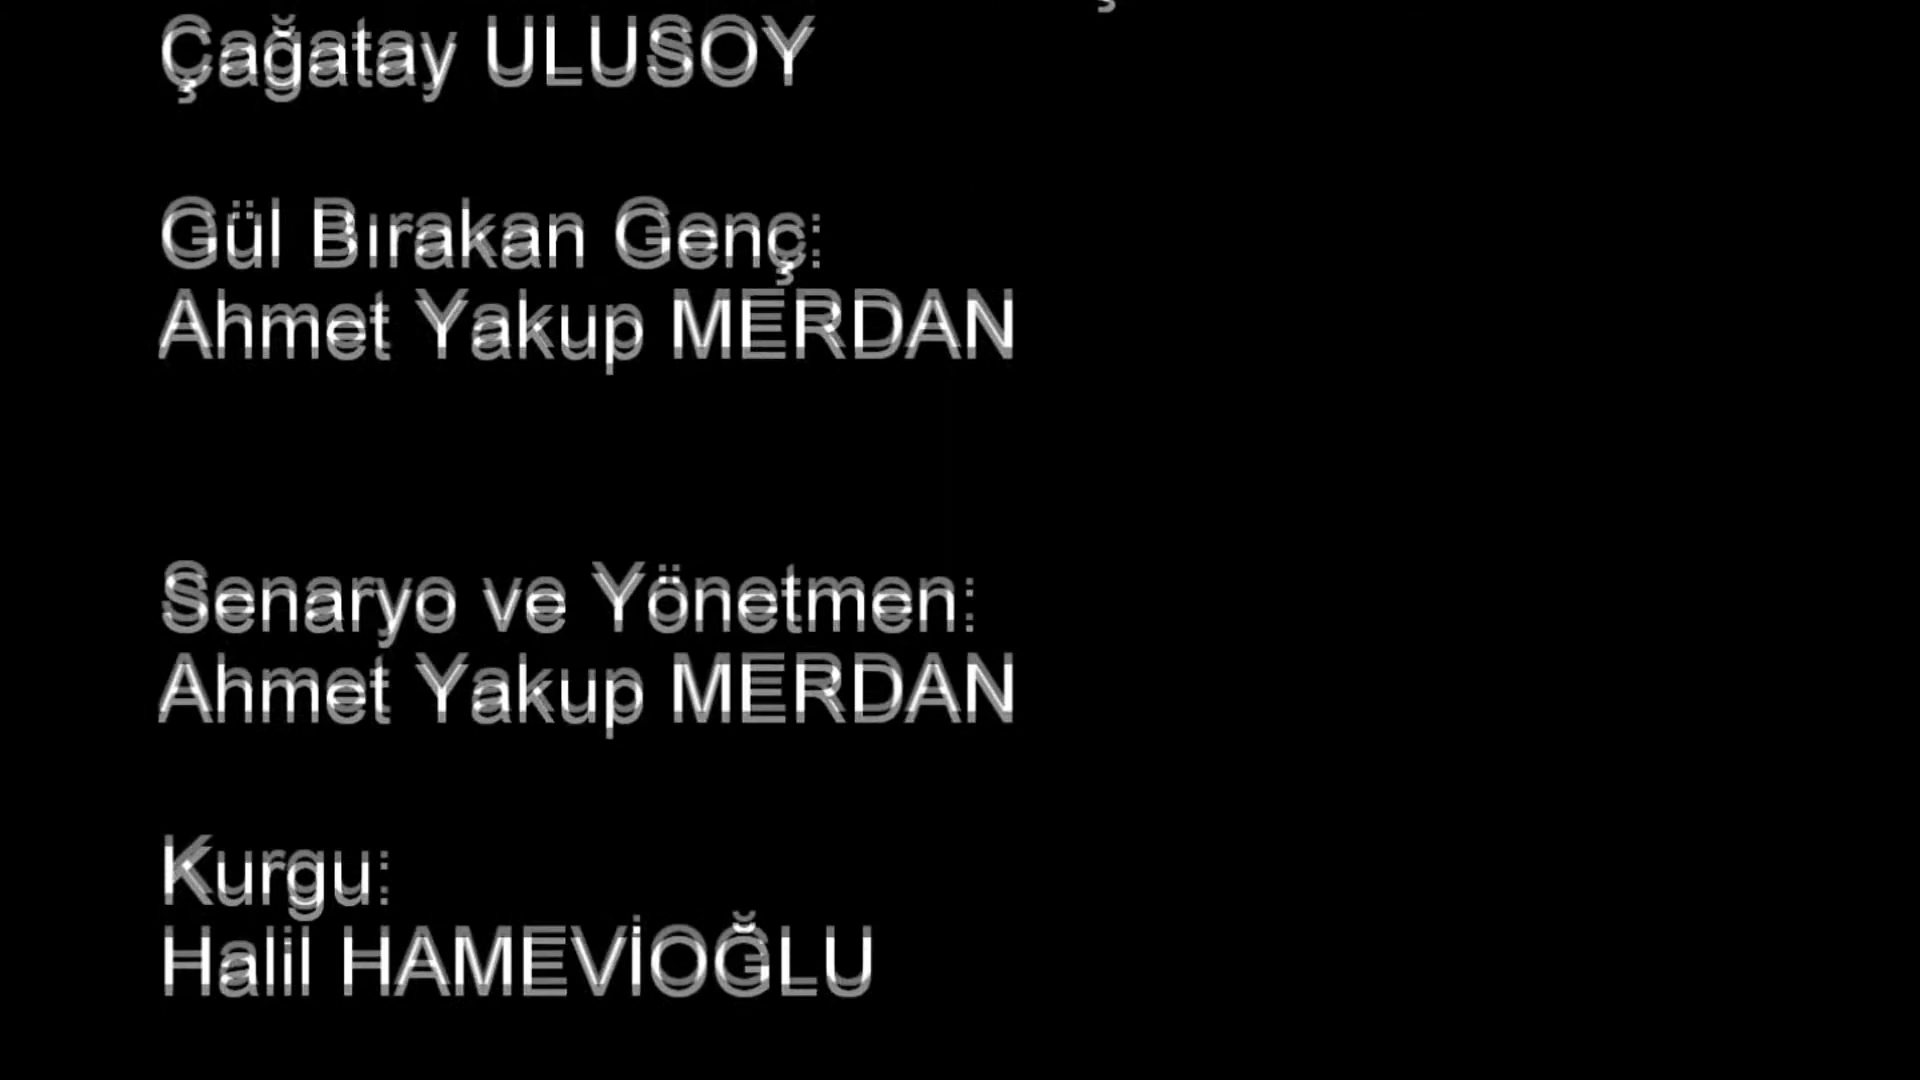 Çağatay ULUSOY
Gül Bırakan Genç:
Ahmet Yakup MERDAN
Senaryo ve Yönetmen:
Ahmet Yakup MERDAN
Kurgu:
Halil HAMEVİOĞLU